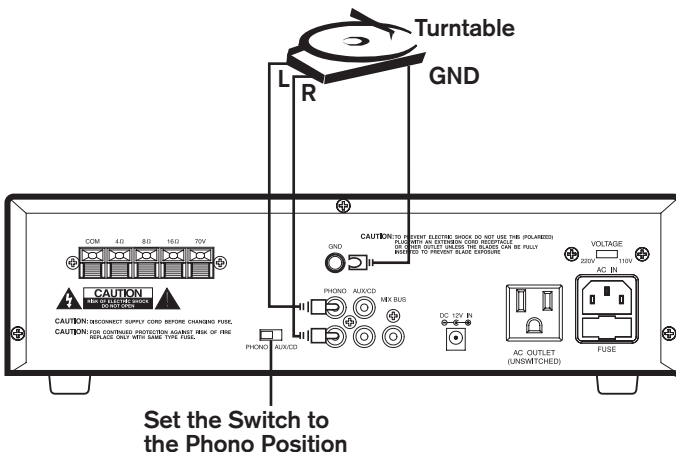 Turntable
L
R
GND
COM 4Ω 8Ω 16Ω 70V
GND
CAUTION: TO PREVENT ELECTRIC SHOCK DO NOT USE THIS (POLARIZED)
PLUG WITH AN EXTENSION CORD RECEPTACLE
OR OTHER OUTLET UNLESS THE BLADES CAN BE FULLY
INSERTED TO PREVENT BLADE EXPOSURE
VOLTAGE
220V 110V
AC IN
CAUTION
RISK OF ELECTRIC SHOCK
DO NOT OPEN
PHONO AUX/CD
MIX BUS
CAUTION: DISCONNECT SUPPLY CORD BEFORE CHANGING FUSE.
CAUTION: FOR CONTINUED PROTECTION AGAINST RISK OF FIRE
REPLACE ONLY WITH SAME TYPE FUSE.
PHONO AUX/CD
DC 12V IN
AC OUTLET
(UNSWITCHED)
FUSE
Set the Switch to
the Phono Position